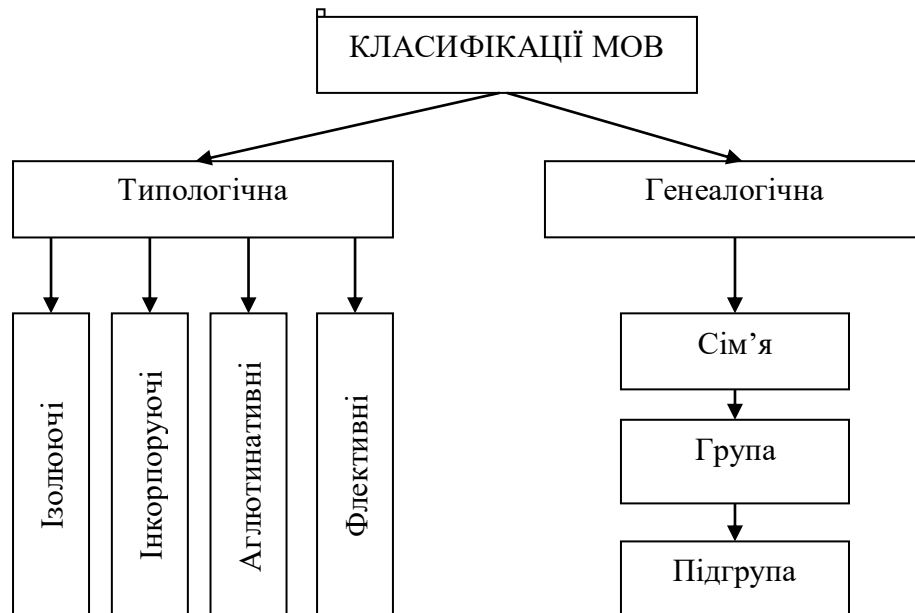 КЛАСИФІКАЦІЇ МОВ
Типологічна
Генеалогічна
Ізолюючі
Інкорпоруючі
Аглютинативні
Флективні
Сім’я
Група
Підгрупа